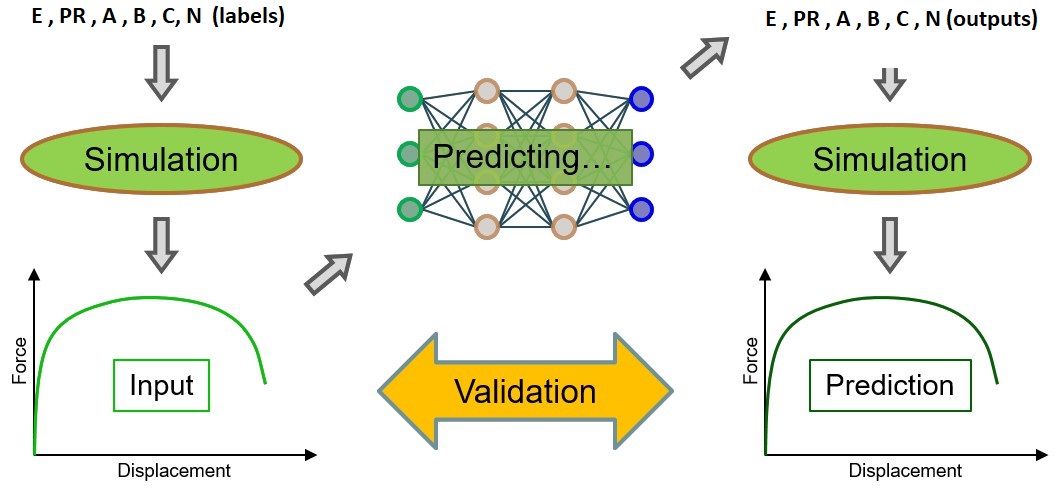 E , PR , A , B , C, N (labels)
E , PR , A , B , C , N (outputs)
Simulation
Predicting...
Simulation
Force
Input
Displacement
Validation
Force
Prediction
Displacement